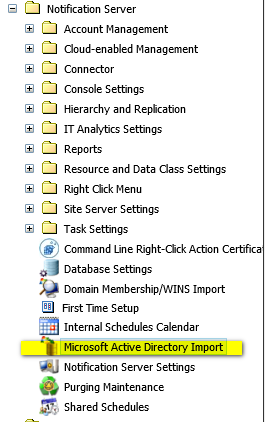 Notification Server
Account Management
Cloud-enabled Management
Connector
Console Settings
Hierarchy and Replication
IT Analytics Settings
Reports
Resource and Data Class Settings
Right Click Menu
Site Server Settings
Task Settings
Command Line Right-Click Action Certificat
Database Settings
Domain Membership/WINS Import
First Time Setup
Internal Schedules Calendar
Microsoft Active Directory Import
Notification Server Settings
Purging Maintenance
Shared Schedules